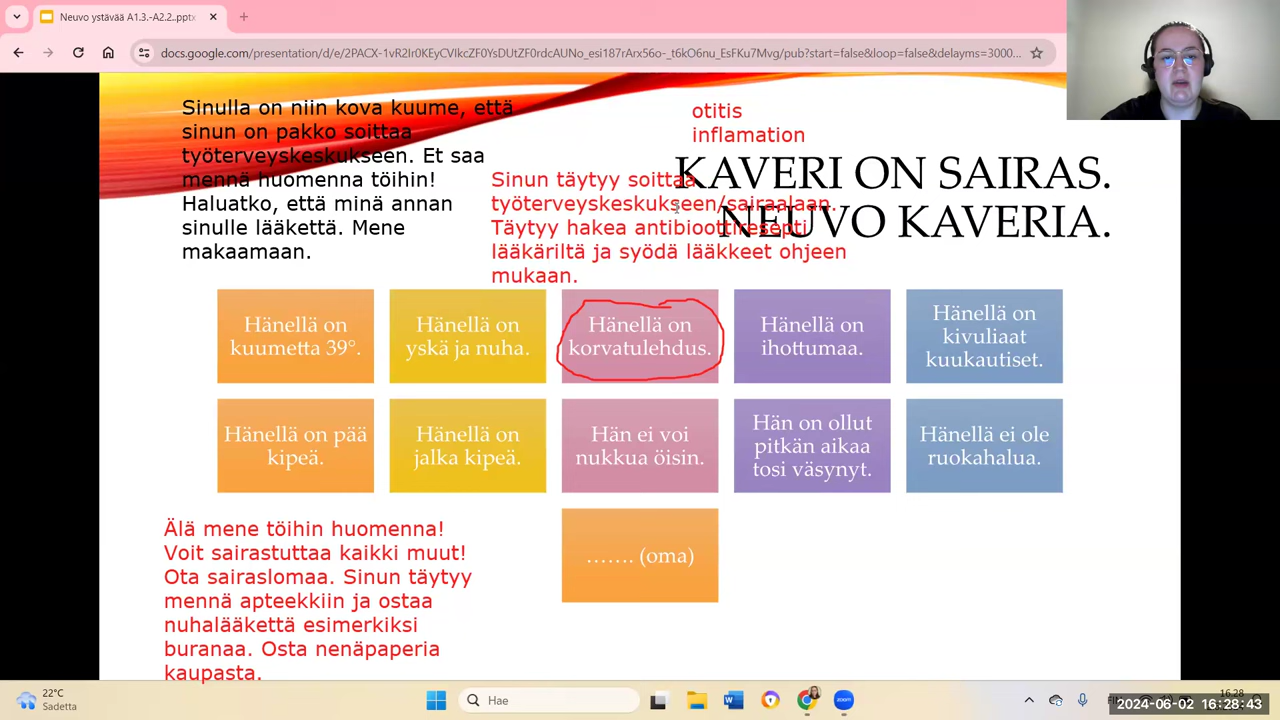 Neuvo ystävää A1.3.-A2.2..pptx
docs.google.com/presentation/d/e/2PACX-1vR2Ir0KEyCVIkcZF0YsDUtZF0rdcAUNo_esi187rArx56o-_t6kO6nu_EsFKu7Mvg/pub?start=false&loop=false&delayms=3000...
Sinulla on niin kova kuume, että
sinun on pakko soittaa
työterveyskeskukseen. Et saa
mennä huomenna töihin!
Haluatko, että minä annan
sinulle lääkettä. Mene
makaamaan.
otitis
inflamation
KAVERI ON SAIRAS.
NEUVO KAVERIA.
Sinun täytyy soittaa
työterveyskeskukseen/sairaalaan.
Täytyy hakea antibioottiresepti
lääkäriltä ja syödä lääkkeet ohjeen
mukaan.
Hänellä on
kuumetta 39°.
Hänellä on
yskä ja nuha.
Hänellä on
korvatulehdus.
Hänellä on
ihottumaa.
Hänellä on
kivuliaat
kuukautiset.
Hänellä on pää
kipeä.
Hänellä on
jalka kipeä.
Hän ei voi
nukkua öisin.
Hän on ollut
pitkän aikaa
tosi väsynyt.
Hänellä ei ole
ruokahalua.
……. (oma)
Älä mene töihin huomenna!
Voit sairastuttaa kaikki muut!
Ota sairaslomaa. Sinun täytyy
mennä apteekkiin ja ostaa
nuhalääkettä esimerkiksi
buranaa. Osta nenäpaperia
kaupasta.
22°C
Sadetta
Hae
zoom
16.28
2024-06-02 16:28:43